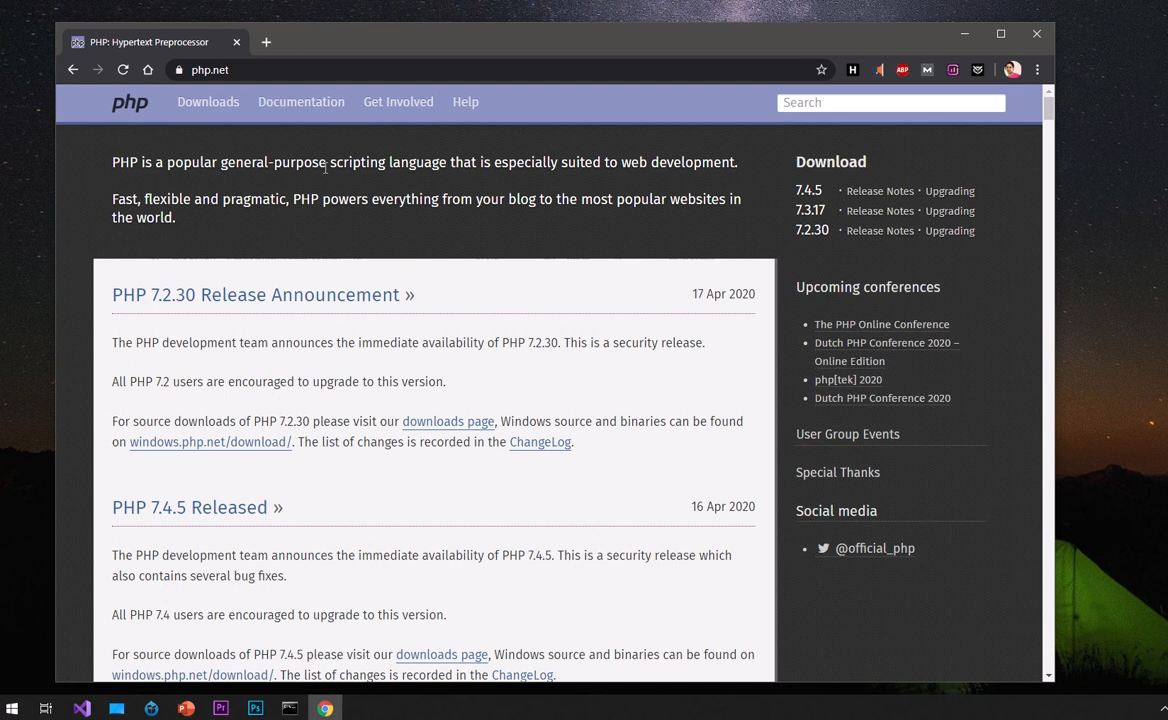 PHP: Hypertext Preprocessor
php.net
H
ABP
M
php
Downloads
Documentation
Get Involved
Help
Search
PHP is a popular general-purpose scripting language that is especially suited to web development.
Fast, flexible and pragmatic, PHP powers everything from your blog to the most popular websites in
the world.
PHP 7.2.30 Release Announcement »
17 Apr 2020
The PHP development team announces the immediate availability of PHP 7.2.30. This is a security release.
All PHP 7.2 users are encouraged to upgrade to this version.
For source downloads of PHP 7.2.30 please visit our downloads page, Windows source and binaries can be found
on windows.php.net/download/. The list of changes is recorded in the ChangeLog.
PHP 7.4.5 Released »
16 Apr 2020
The PHP development team announces the immediate availability of PHP 7.4.5. This is a security release which
also contains several bug fixes.
All PHP 7.4 users are encouraged to upgrade to this version.
For source downloads of PHP 7.4.5 please visit our downloads page, Windows source and binaries can be found on
windows.php.net/download/. The list of changes is recorded in the ChangeLog.
Download
7.4.5 · Release Notes · Upgrading
7.3.17 · Release Notes · Upgrading
7.2.30 · Release Notes · Upgrading
Upcoming conferences
• The PHP Online Conference
• Dutch PHP Conference 2020 –
Online Edition
• php[tek] 2020
• Dutch PHP Conference 2020
User Group Events
Special Thanks
Social media
• @official_php
Pr
Ps